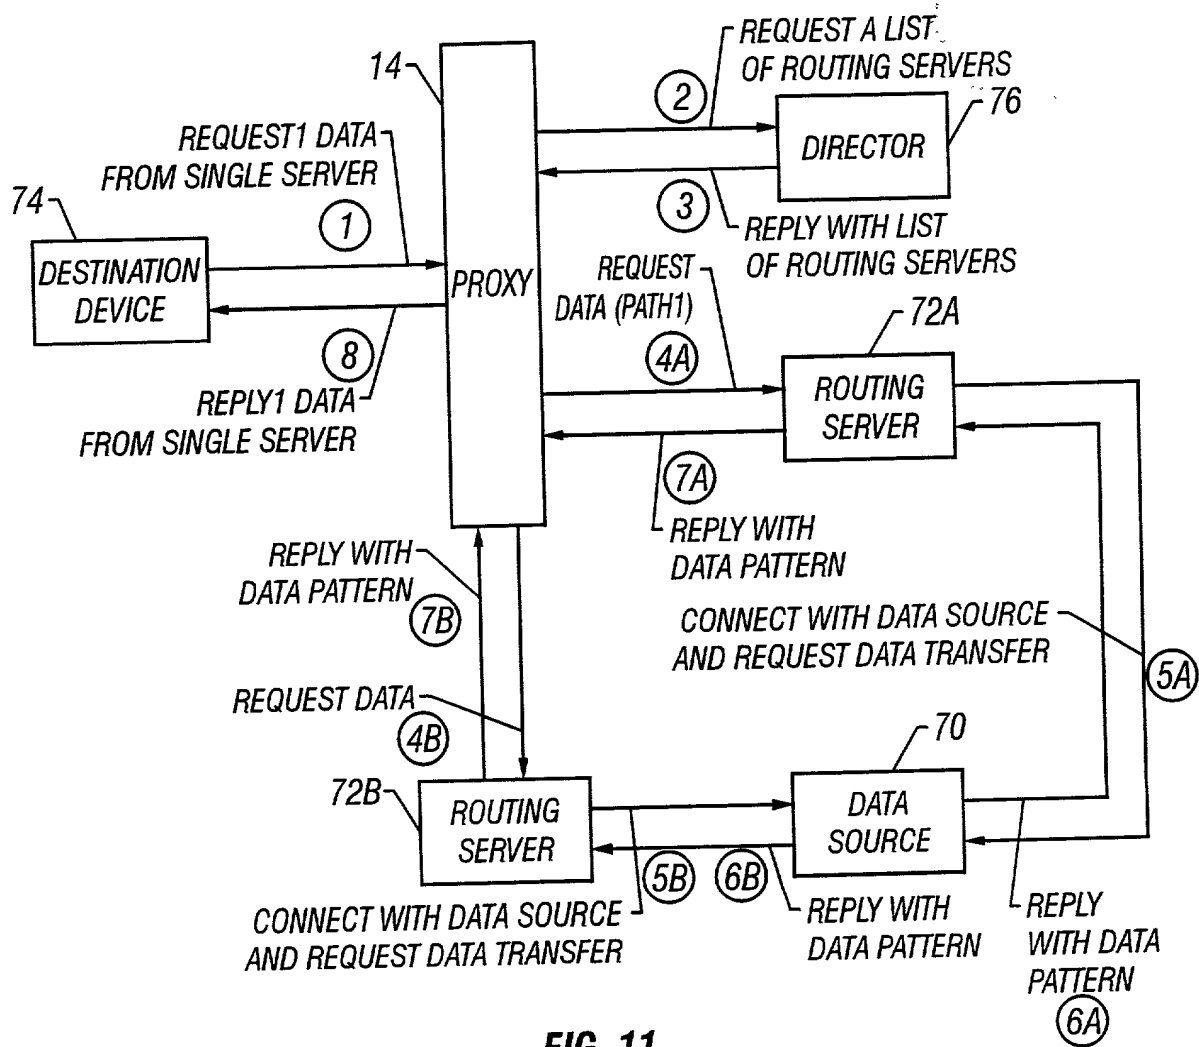 REQUEST A LIST
OF ROUTING SERVERS
14
2
76
DIRECTOR
REQUEST1 DATA
FROM SINGLE SERVER
74
1
3
REPLY WITH LIST
OF ROUTING SERVERS
DESTINATION
DEVICE
PROXY
REQUEST
DATA (PATH1)
72A
8
4A
ROUTING
SERVER
REPLY1 DATA
FROM SINGLE SERVER
7A
REPLY WITH
DATA PATTERN
REPLY WITH
DATA PATTERN
7B
CONNECT WITH DATA SOURCE
AND REQUEST DATA TRANSFER
5A
REQUEST DATA
4B
70
72B
ROUTING
SERVER
DATA
SOURCE
5B
6B
CONNECT WITH DATA SOURCE
AND REQUEST DATA TRANSFER
REPLY WITH
DATA PATTERN
REPLY
WITH DATA
PATTERN
6A
FIG. 11